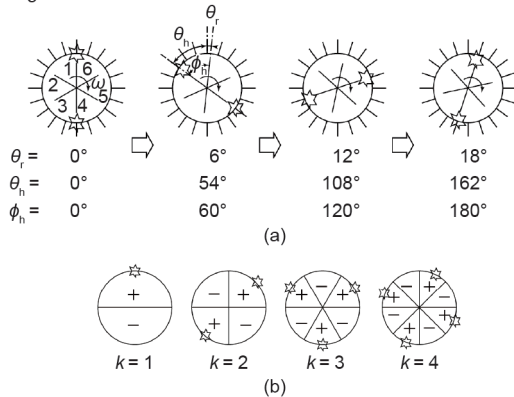 θr
θh
ϕh
1 6
2 ω 5
3 4
θr = 0° 6° 12° 18°
θh = 0° 54° 108° 162°
ϕh = 0° 60° 120° 180°
(a)
+ − + − + − + − + − + − + − + − + − + −
k = 1 k = 2 k = 3 k = 4
(b)